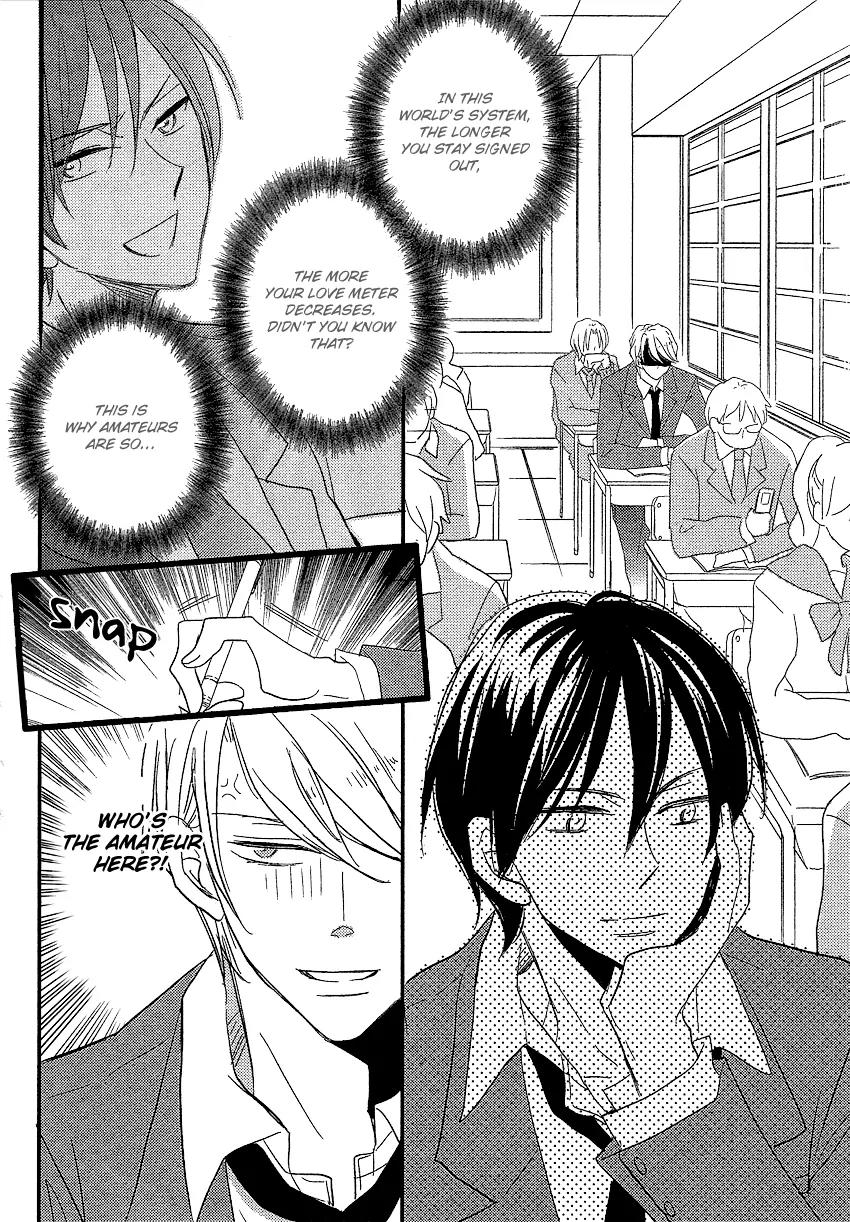 IN THIS
WORLD'S SYSTEM,
THE LONGER
YOU STAY SIGNED
OUT,
THE MORE
YOUR LOVE METER
DECREASES.
DIDN'T YOU KNOW
THAT?
THIS IS
WHY AMATEURS
ARE SO...
snap
WHO'S
THE AMATEUR
HERE?!